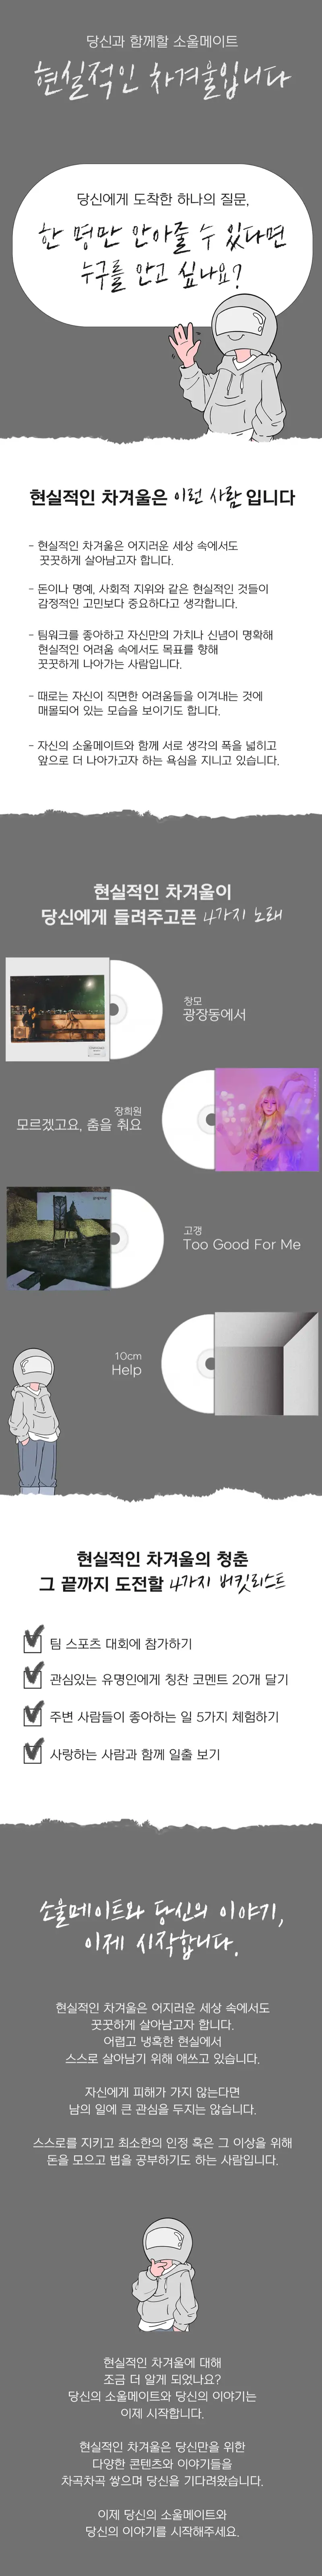 당신과 함께할 소울메이트
현실적인 차겨울입니다
당신에게 도착한 하나의 질문,
한 명만 안아줄 수 있다면
누구를 안고 싶나요?
현실적인 차겨울은 이런 사람 입니다
- 현실적인 차겨울은 어지러운 세상 속에서도
꿋꿋하게 살아남고자 합니다.
- 돈이나 명예, 사회적 지위와 같은 현실적인 것들이
감정적인 고민보다 중요하다고 생각합니다.
- 팀워크를 좋아하고 자신만의 가치나 신념이 명확해
현실적인 어려움 속에서도 목표를 향해
꿋꿋하게 나아가는 사람입니다.
- 때로는 자신이 직면한 어려움들을 이겨내는 것에
매몰되어 있는 모습을 보이기도 합니다.
- 자신의 소울메이트와 함께 서로 생각의 폭을 넓히고
앞으로 더 나아가고자 하는 욕심을 지니고 있습니다.
현실적인 차겨울이
당신에게 들려주고픈 4가지 노래
창모
광장동에서
장희원
모르겠고요, 춤을 춰요
고갱
Too Good For Me
10cm
Help
현실적인 차겨울의 청춘
그 끝까지 도전할 4가지 버킷리스트
팀 스포츠 대회에 참가하기
관심있는 유명인에게 칭찬 코멘트 20개 달기
주변 사람들이 좋아하는 일 5가지 체험하기
사랑하는 사람과 함께 일출 보기
소울메이트와 당신의 이야기,
이제 시작합니다.
현실적인 차겨울은 어지러운 세상 속에서도
꿋꿋하게 살아남고자 합니다.
어렵고 냉혹한 현실에서
스스로 살아남기 위해 애쓰고 있습니다.
자신에게 피해가 가지 않는다면
남의 일에 큰 관심을 두지는 않습니다.
스스로를 지키고 최소한의 인정 혹은 그 이상을 위해
돈을 모으고 법을 공부하기도 하는 사람입니다.
현실적인 차겨울에 대해
조금 더 알게 되었나요?
당신의 소울메이트와 당신의 이야기는
이제 시작합니다.
현실적인 차겨울은 당신만을 위한
다양한 콘텐츠와 이야기들을
차곡차곡 쌓으며 당신을 기다려왔습니다.
이제 당신의 소울메이트와
당신의 이야기를 시작해주세요.